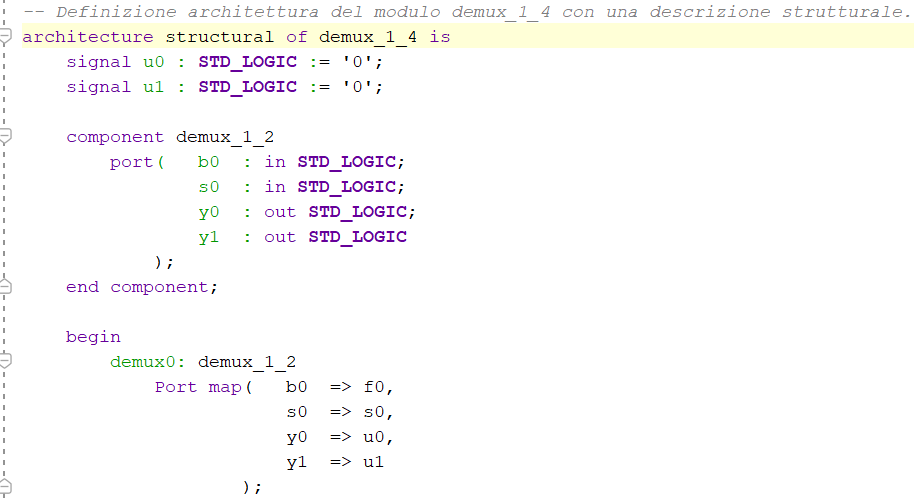 -- Definizione architettura del modulo demux_1_4 con una descrizione strutturale.
architecture structural of demux_1_4 is
signal u0 : STD_LOGIC := '0';
signal u1 : STD_LOGIC := '0';
component demux_1_2
port( b0 : in STD_LOGIC;
s0 : in STD_LOGIC;
y0 : out STD_LOGIC;
y1 : out STD_LOGIC
);
end component;
begin
demux0: demux_1_2
Port map( b0 => f0,
s0 => s0,
y0 => u0,
y1 => u1
);